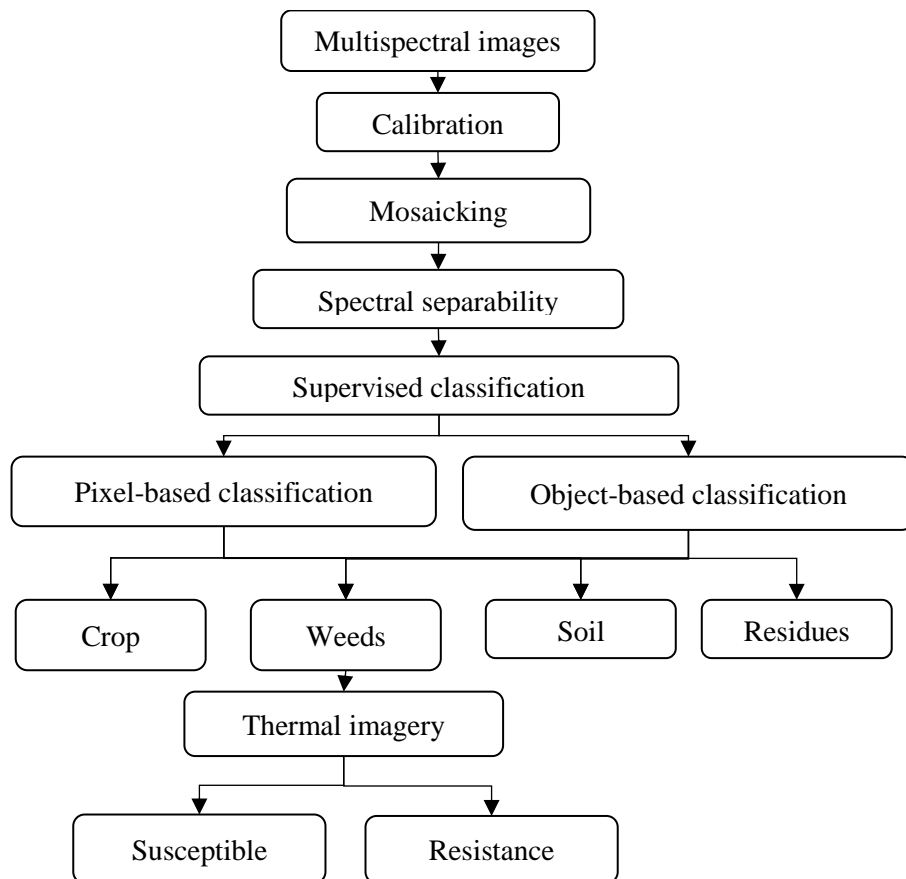 Multispectral images
Calibration
Mosaicking
Spectral separability
Supervised classification
Pixel-based classification
Object-based classification
Crop
Weeds
Soil
Residues
Thermal imagery
Susceptible
Resistance